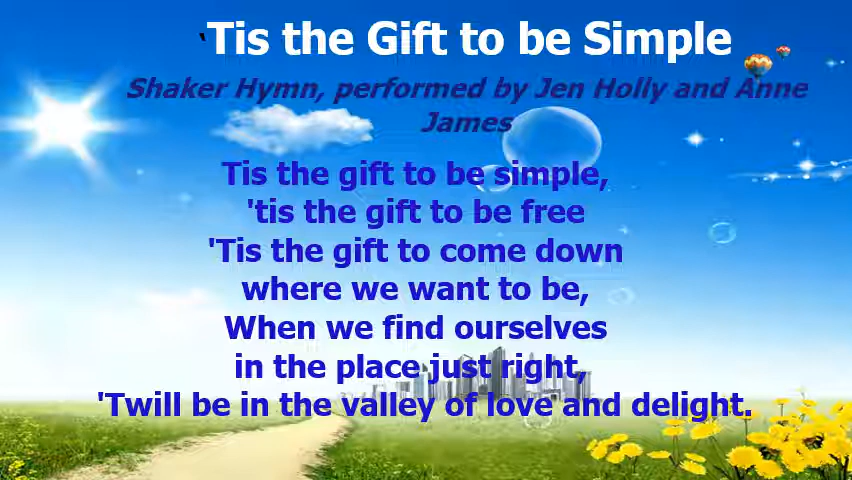 ‘Tis the Gift to be Simple
Shaker Hymn, performed by Jen Holly and Anne
James
Tis the gift to be simple,
'tis the gift to be free
'Tis the gift to come down
where we want to be,
When we find ourselves
in the place just right,
'Twill be in the valley of love and delight.